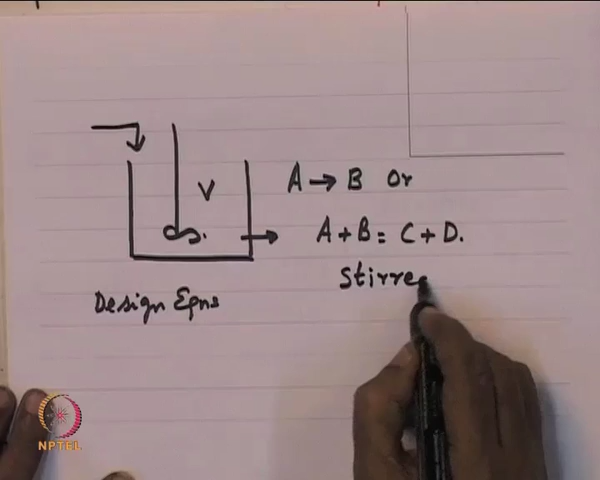 V
A → B Or
A + B = C + D.
Stirre
Design Eqns
NPTEL